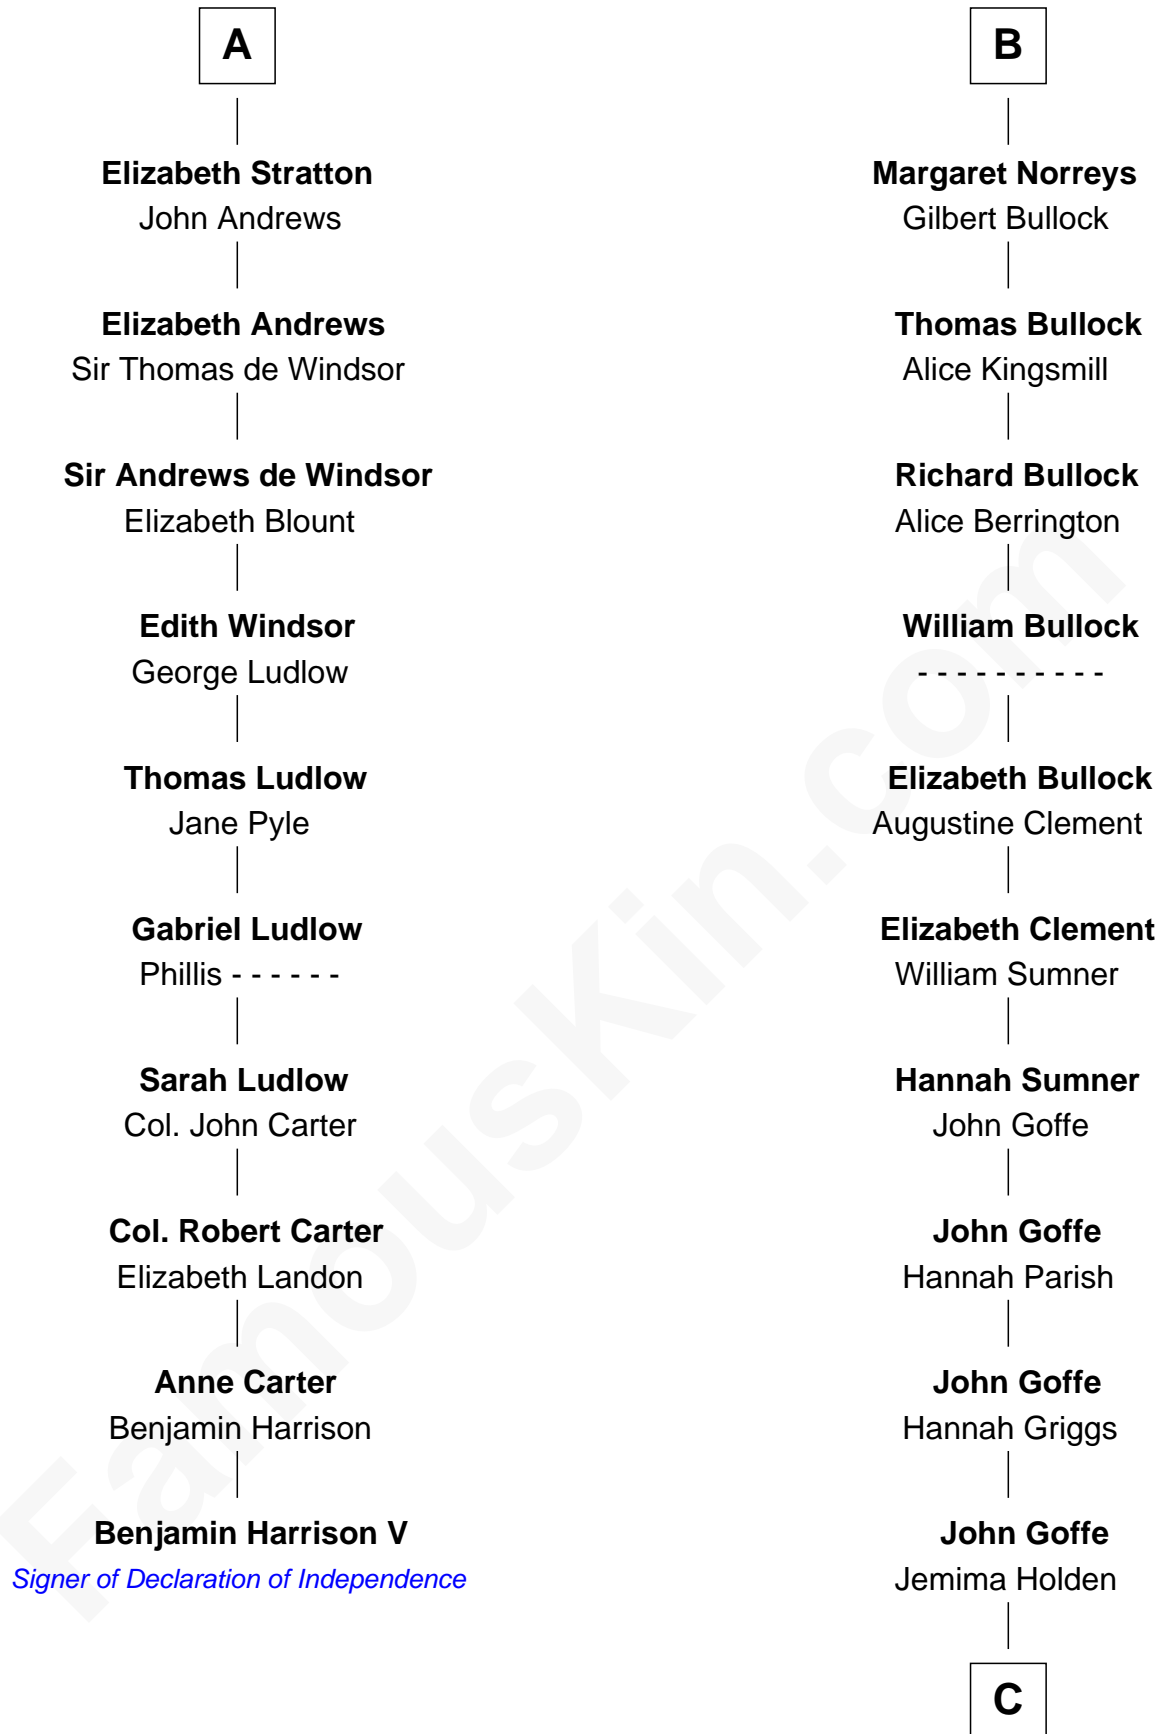 A
Elizabeth Stratton
John Andrews
Elizabeth Andrews
Sir Thomas de Windsor
Sir Andrews de Windsor
Elizabeth Blount
Edith Windsor
George Ludlow
Thomas Ludlow
Jane Pyle
Gabriel Ludlow
Phillis - - - - - -
Sarah Ludlow
Col. John Carter
Col. Robert Carter
Elizabeth Landon
Anne Carter
Benjamin Harrison
Benjamin Harrison V
Signer of Declaration of Independence
B
Margaret Norreys
Gilbert Bullock
Thomas Bullock
Alice Kingsmill
Richard Bullock
Alice Berrington
William Bullock
- - - - - - - - - -
Elizabeth Bullock
Augustine Clement
Elizabeth Clement
William Sumner
Hannah Sumner
John Goffe
John Goffe
Hannah Parish
John Goffe
Hannah Griggs
John Goffe
Jemima Holden
C
FamousKin.com